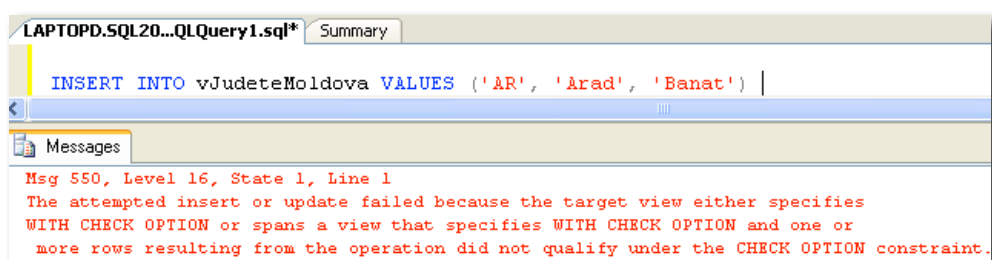 LAPTOPD.SQL20...QLQuery1.sql* Summary
INSERT INTO vJudeteMoldova VALUES ('AR', 'Arad', 'Banat')
Messages
Msg 550, Level 16, State 1, Line 1
The attempted insert or update failed because the target view either specifies
WITH CHECK OPTION or spans a view that specifies WITH CHECK OPTION and one or
more rows resulting from the operation did not qualify under the CHECK OPTION constraint.